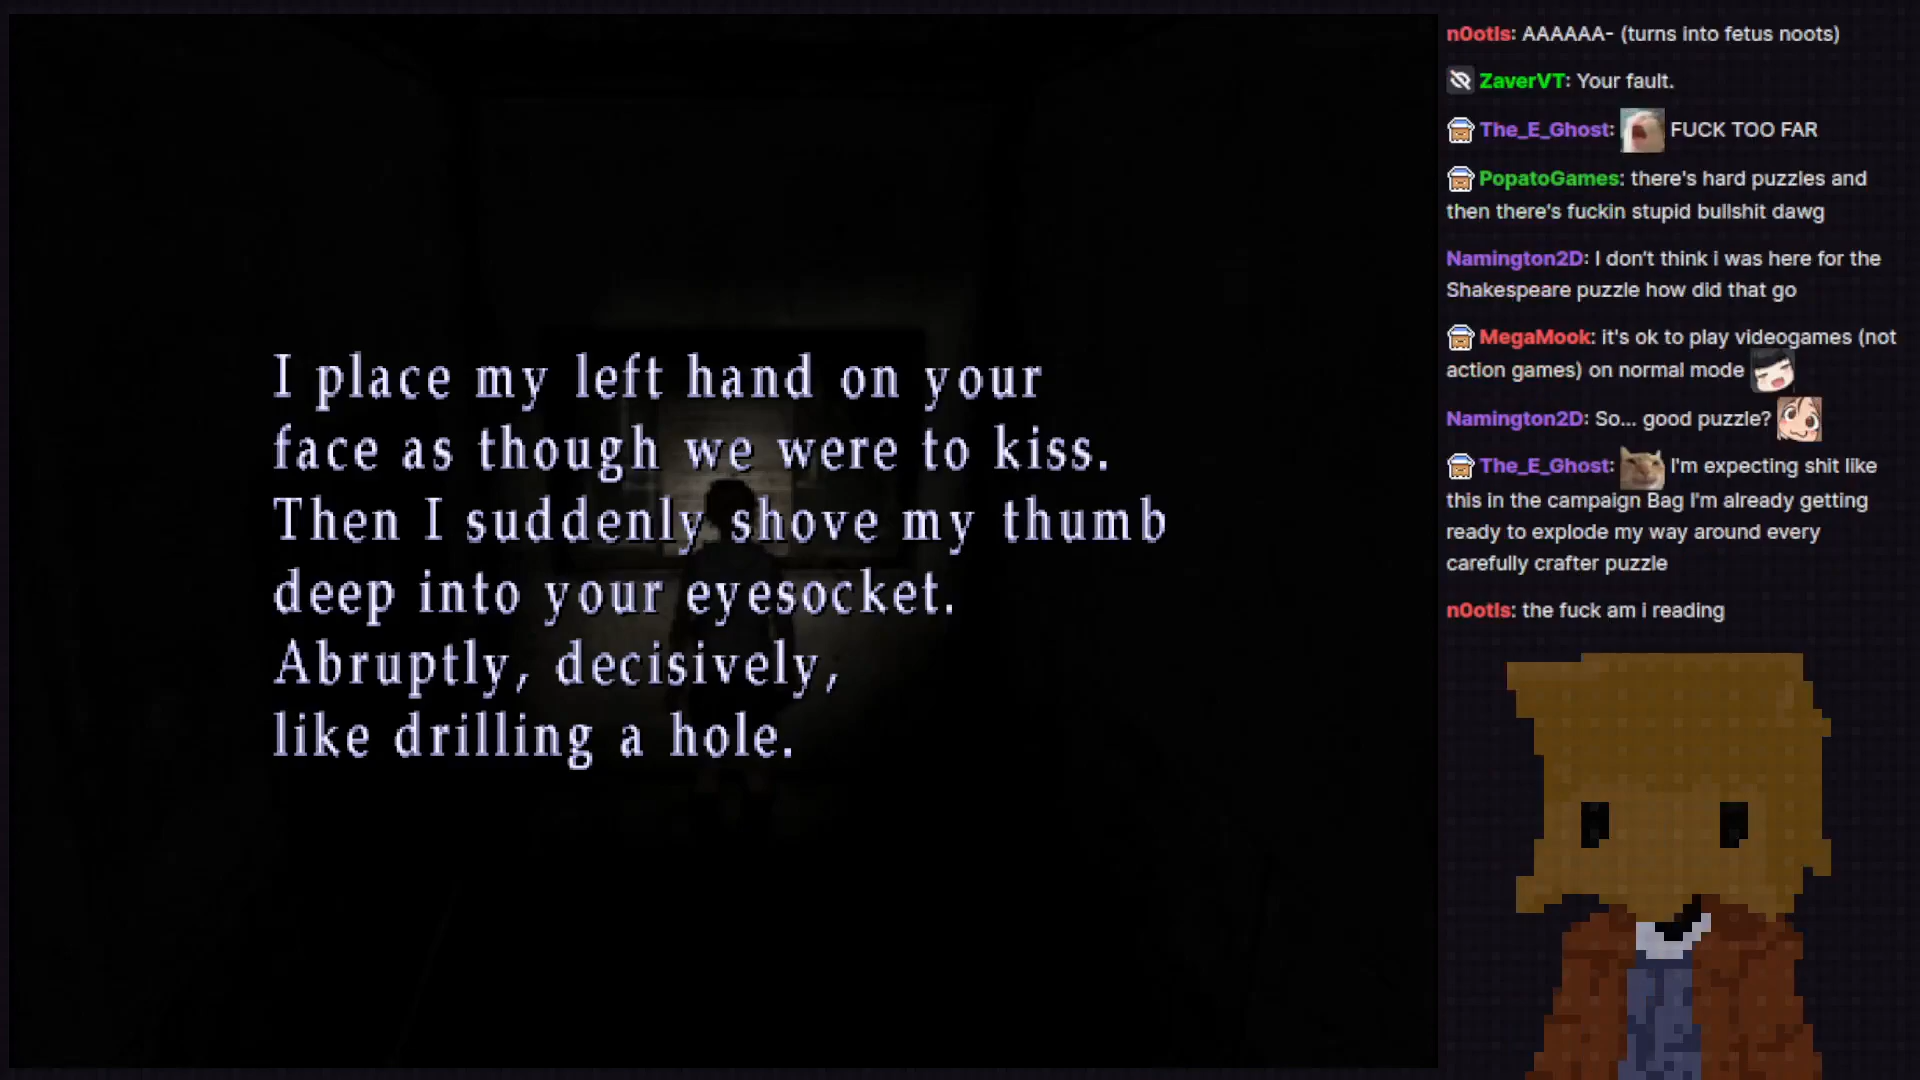 I place my left hand on your
face as though we were to kiss.
Then I suddenly shove my thumb
deep into your eyesocket.
Abruptly, decisively,
like drilling a hole.
n0otls: AAAAAA- (turns into fetus noots)
ZaverVT: Your fault.
The_E_Ghost: FUCK TOO FAR
PopatoGames: there's hard puzzles and
then there's fuckin stupid bullshit dawg
Namington2D: I don't think i was here for the
Shakespeare puzzle how did that go
MegaMook: it's ok to play videogames (not
action games) on normal mode
Namington2D: So... good puzzle?
The_E_Ghost: I'm expecting shit like
this in the campaign Bag I'm already getting
ready to explode my way around every
carefully crafter puzzle
n0otls: the fuck am i reading